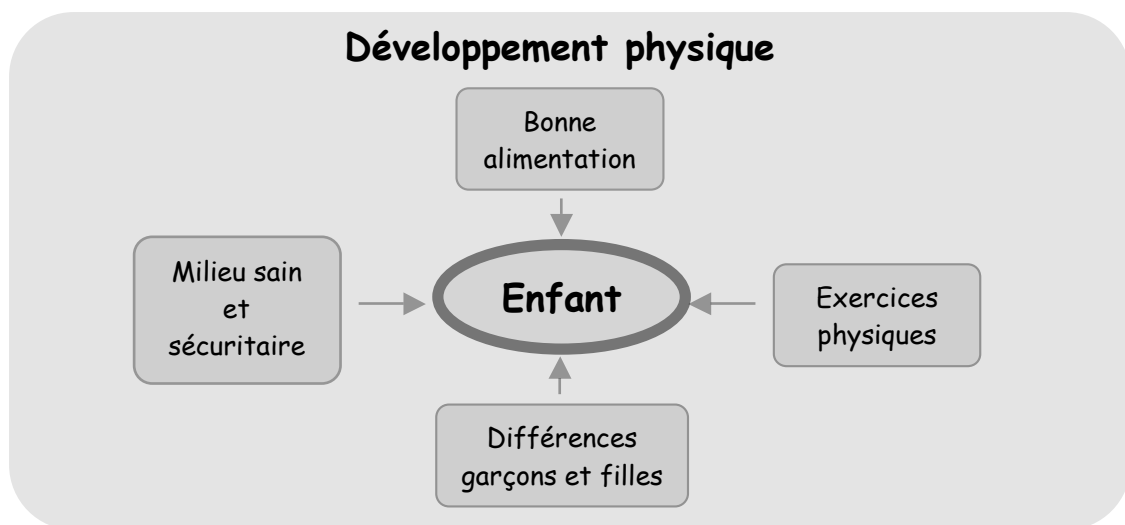 Développement physique
Bonne
alimentation
Milieu sain
et
sécuritaire
Enfant
Exercices
physiques
Différences
garçons et filles